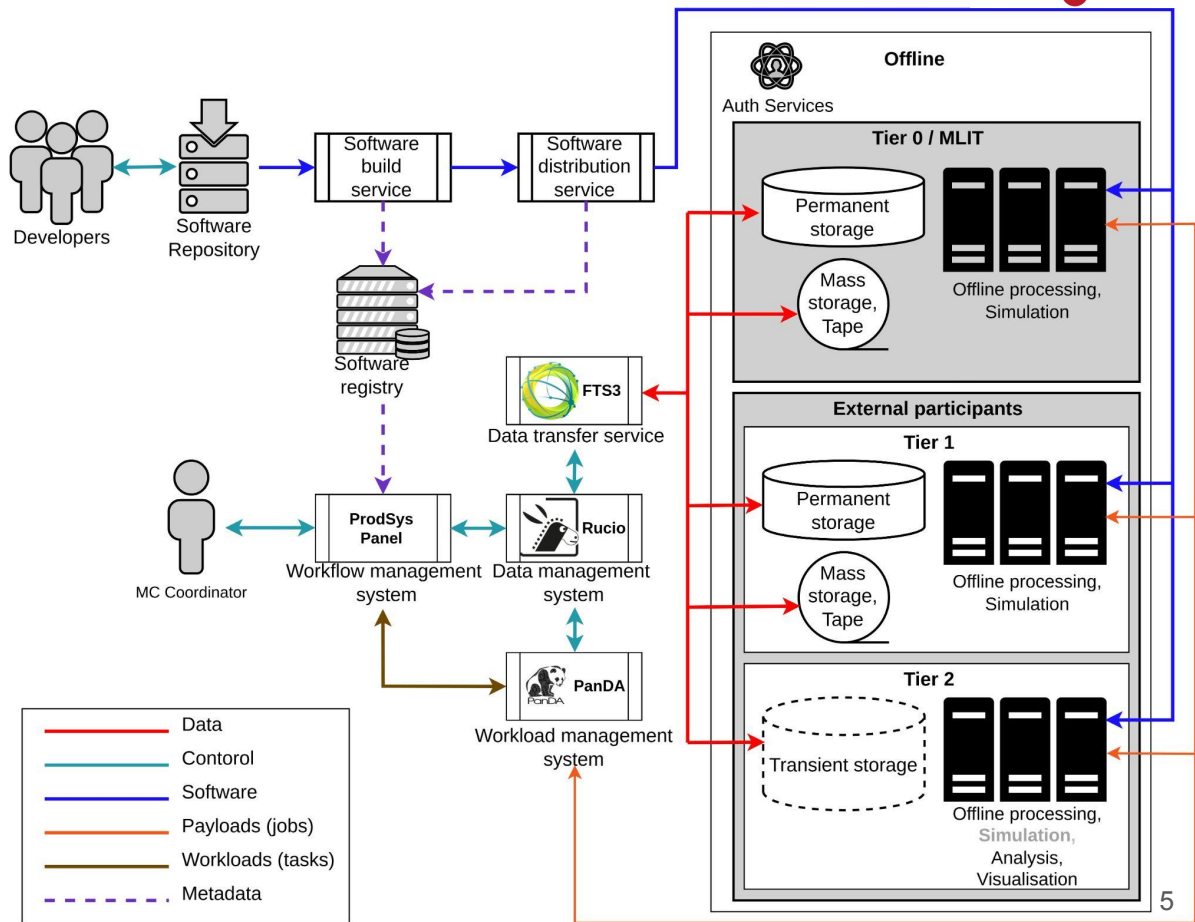 Offline
Auth Services
Tier 0 / MLIT
Permanent
storage
Mass
storage,
Tape
Offline processing,
Simulation
Developers
Software
Repository
Software
build
service
Software
distribution
service
Software
registry
FTS3
Data transfer service
External participants
Tier 1
Permanent
storage
Mass
storage,
Tape
Offline processing,
Simulation
MC Coordinator
ProdSys
Panel
Workflow management
system
Rucio
Data management
system
PanDA
PanDA
Workload management
system
Tier 2
Transient storage
Offline processing,
Simulation,
Analysis,
Visualisation
Data
Contorol
Software
Payloads (jobs)
Workloads (tasks)
Metadata
5